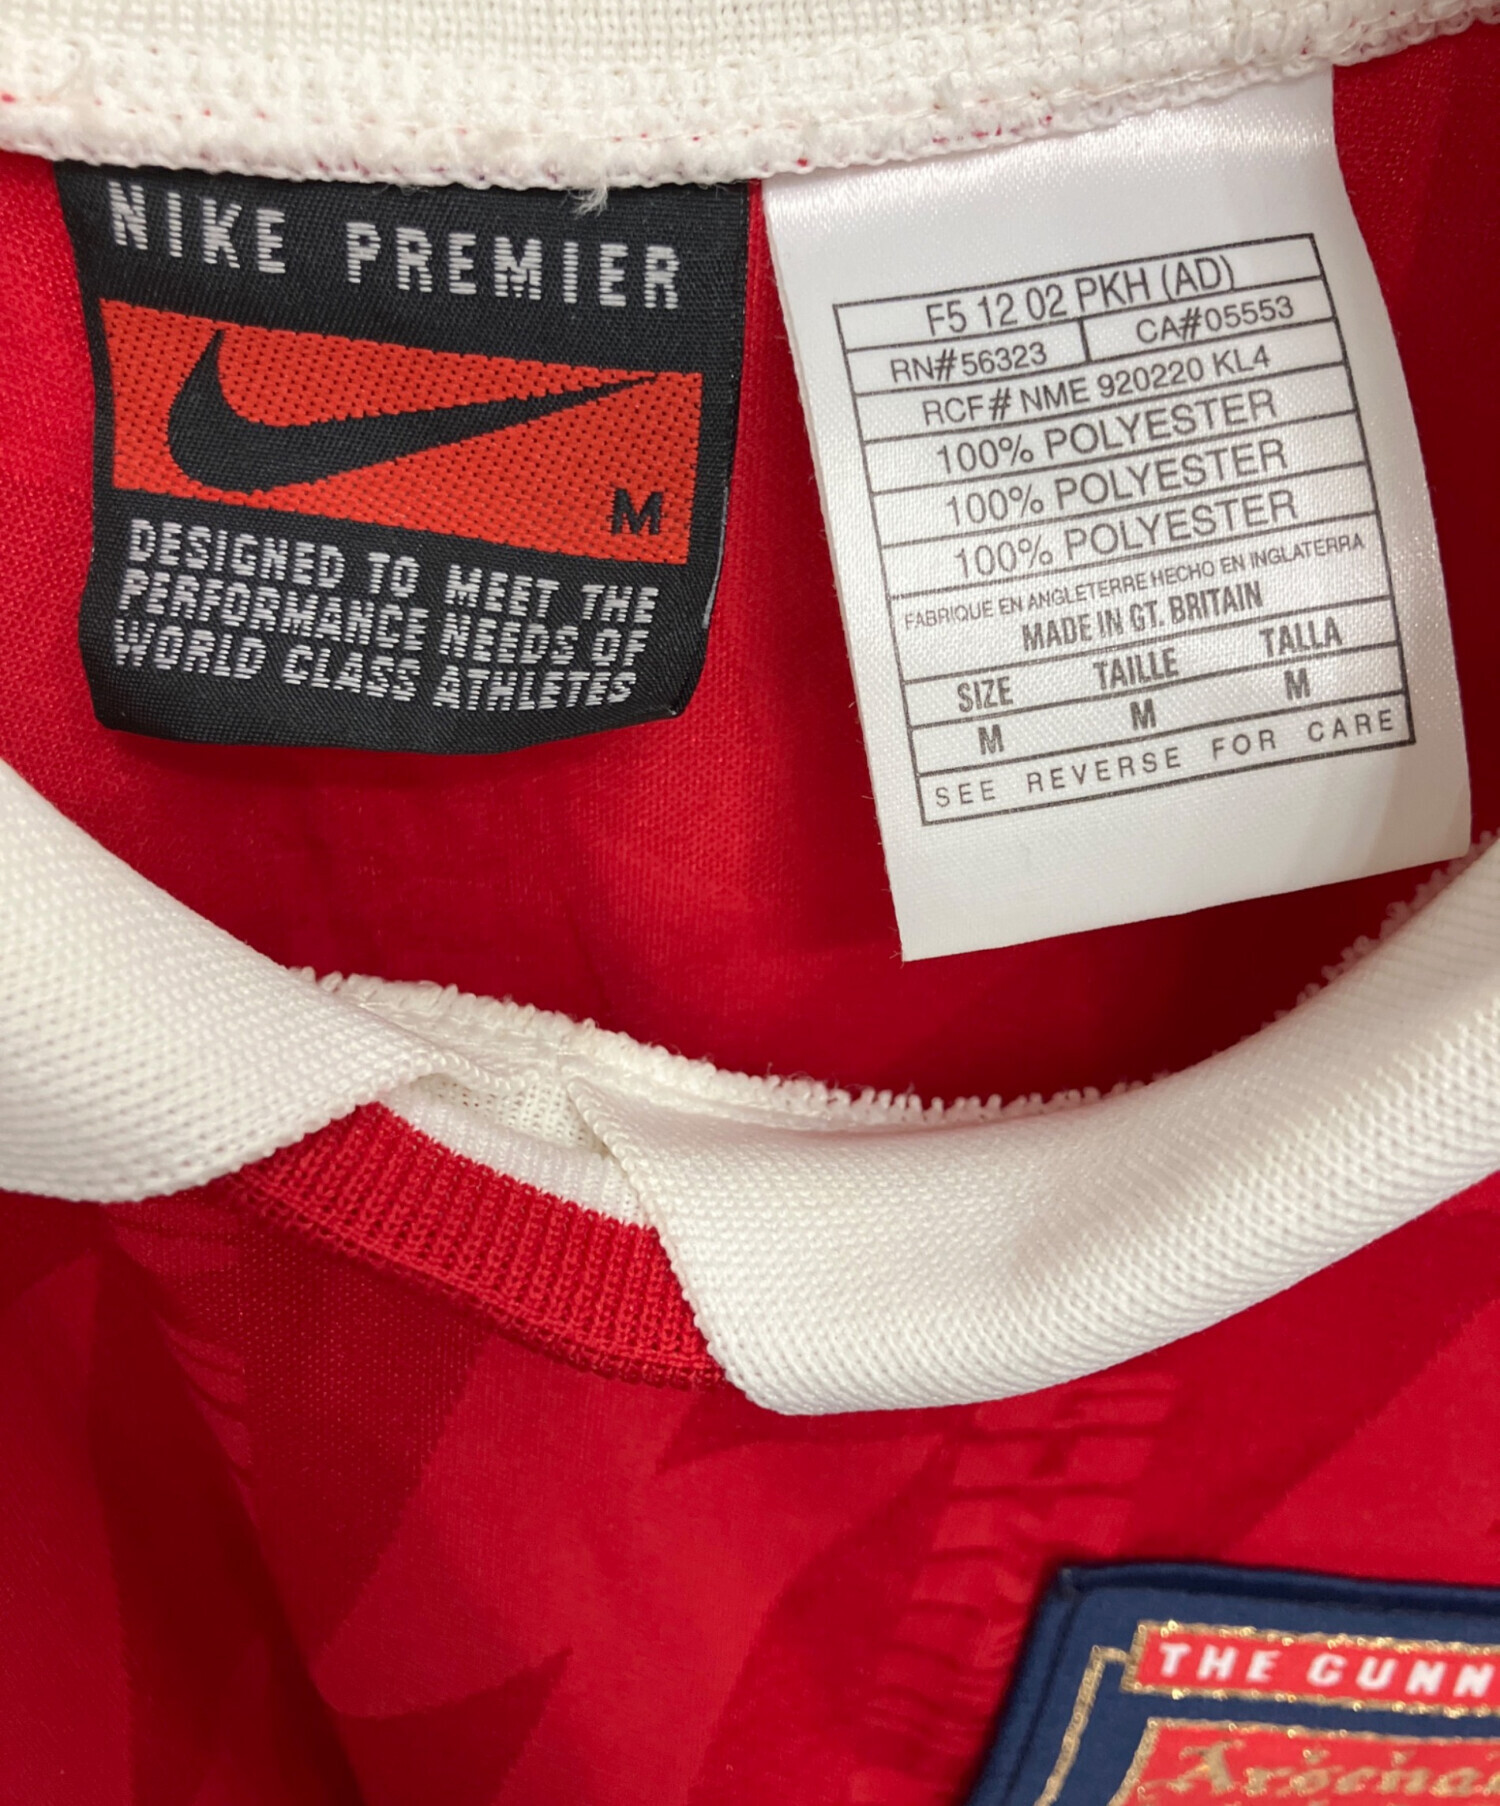 NIKE PREMIER
M
DESIGNED TO MEET THE
PERFORMANCE NEEDS OF
WORLD CLASS ATHLETES
F5 12 02 PKH (AD)
RN#56323 CA#05553
RCF# NME 920220 KL4
100% POLYESTER
100% POLYESTER
100% POLYESTER
FABRIQUE EN ANGLETERRE HECHO EN INGLATERRA
MADE IN GT. BRITAIN
SIZE TAILLE TALLA
M M M
SEE REVERSE FOR CARE
THE GUNN
Arsena